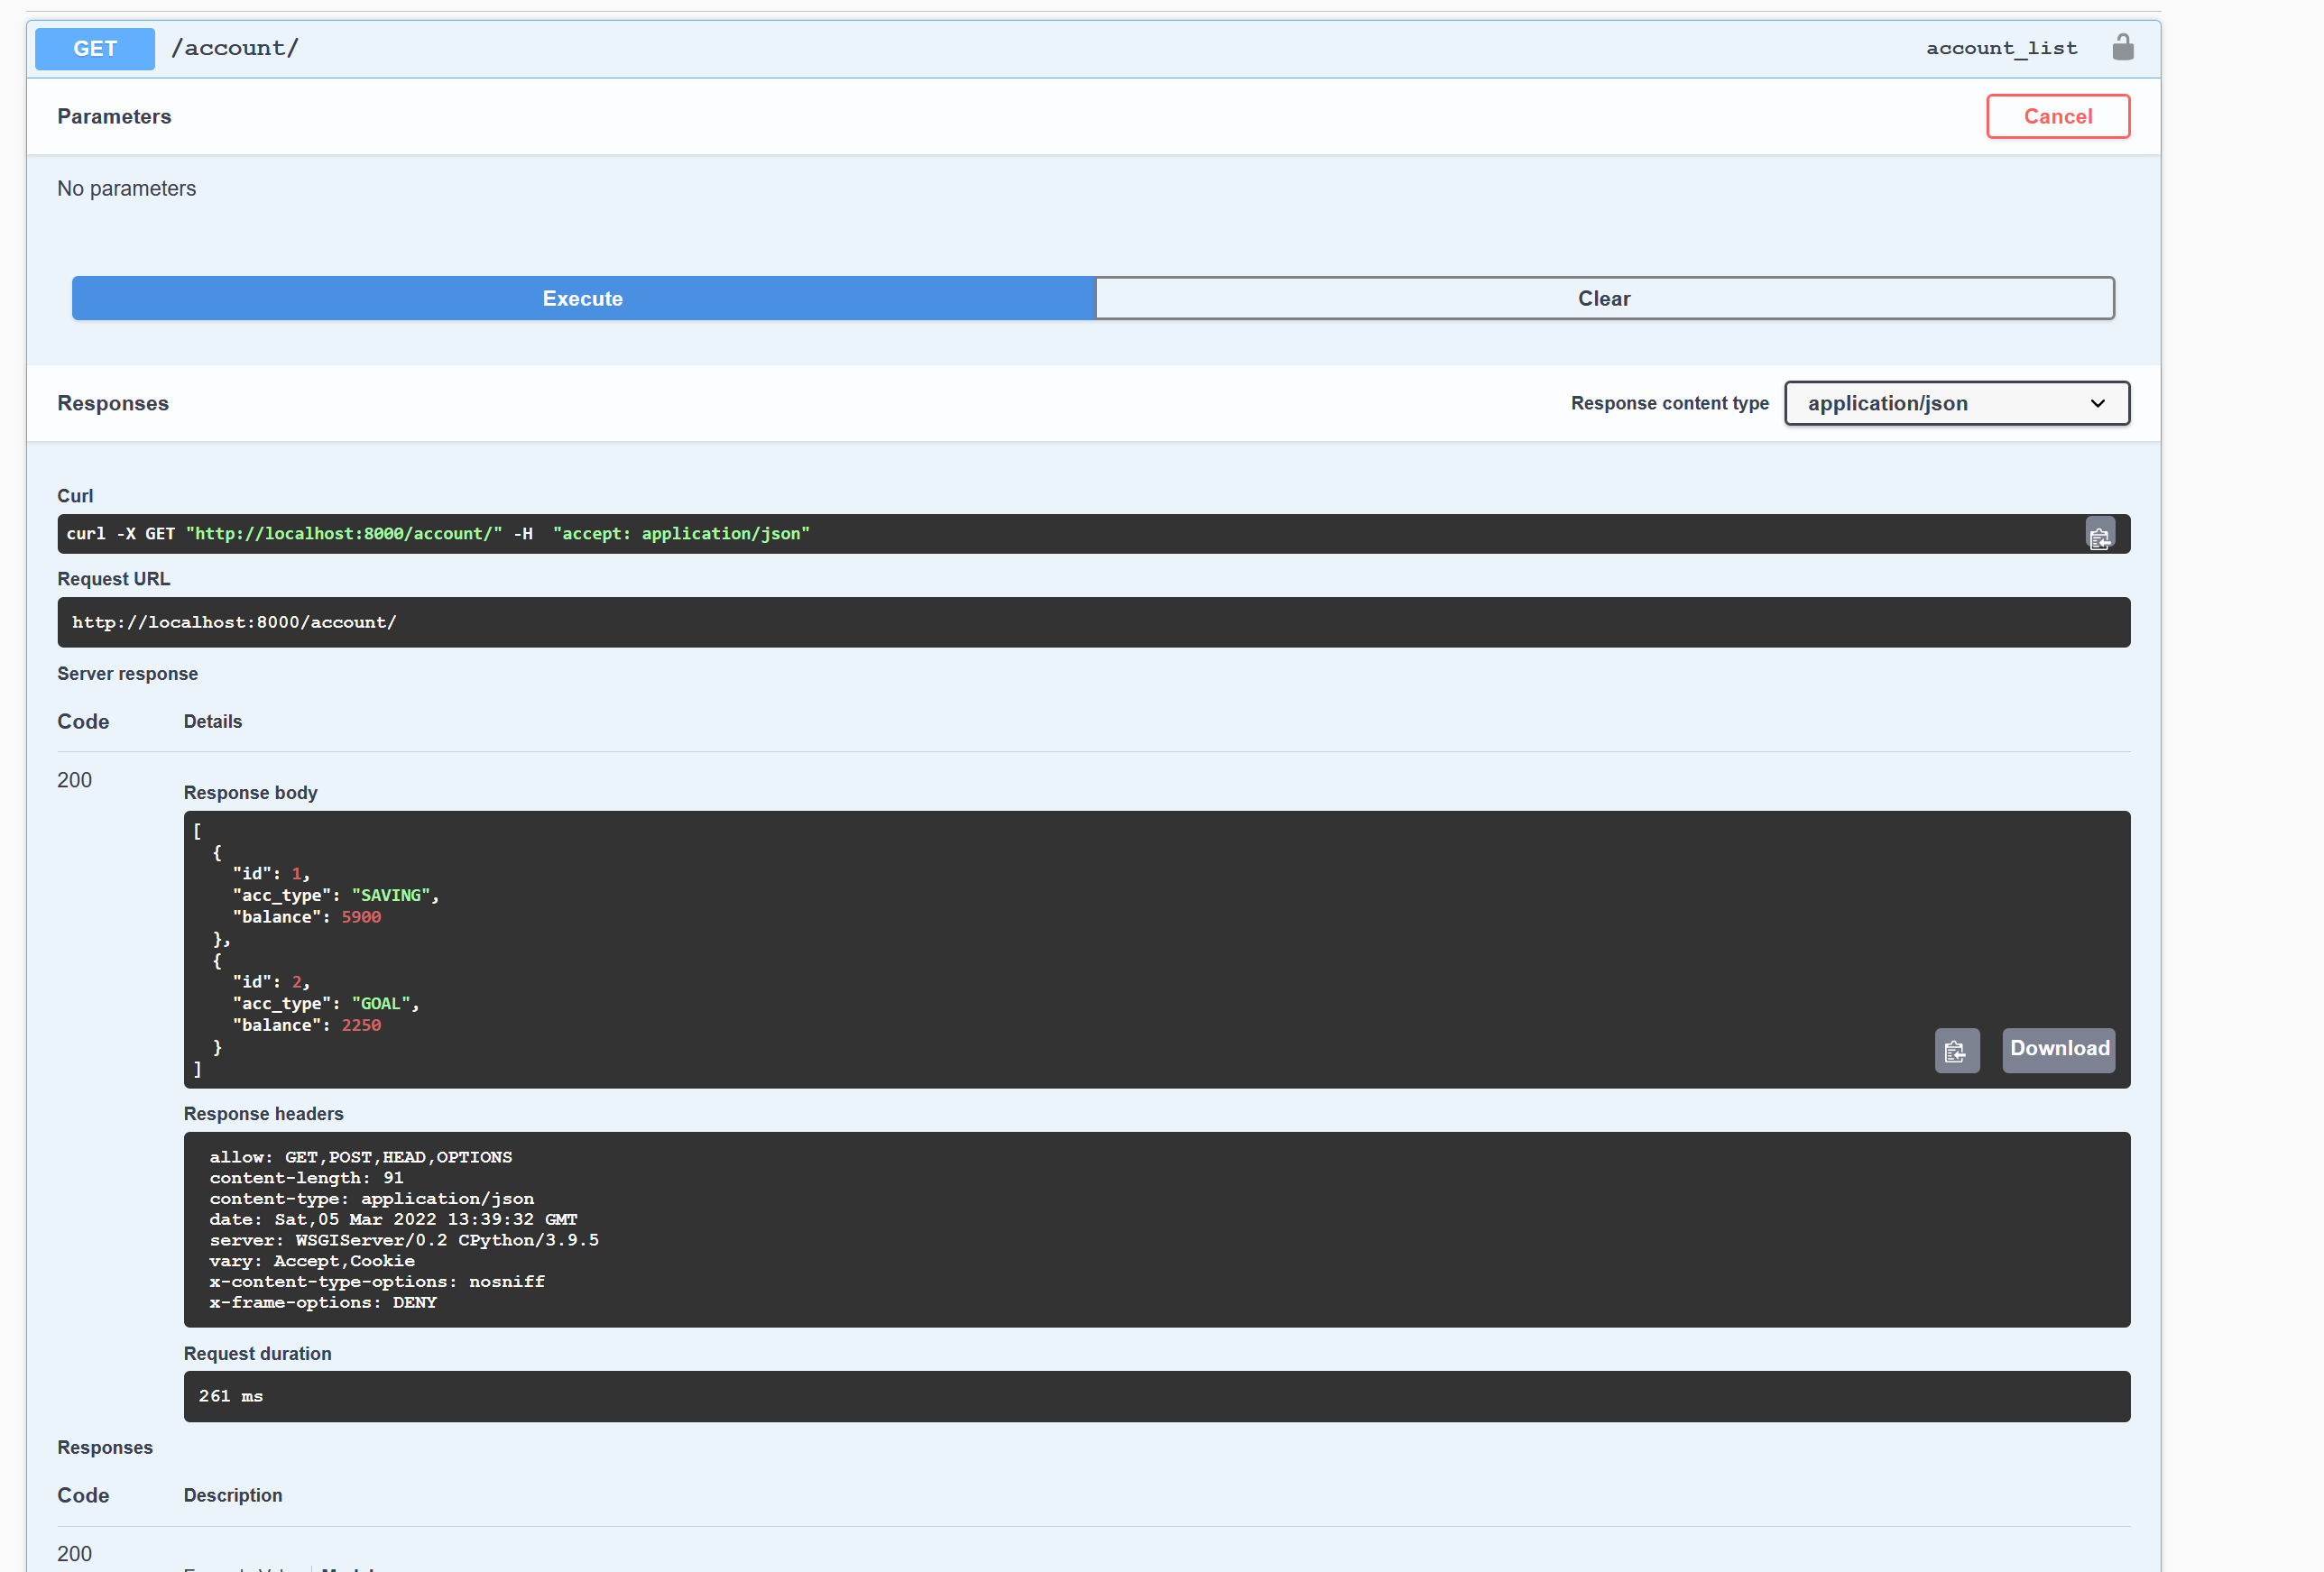 GET /account/ account_list
Parameters Cancel
No parameters
Execute Clear
Responses Response content type application/json
Curl
curl -X GET "http://localhost:8000/account/" -H  "accept: application/json"
Request URL
http://localhost:8000/account/
Server response
Code Details
200
Response body
[
  {
    "id": 1,
    "acc_type": "SAVING",
    "balance": 5900
  },
  {
    "id": 2,
    "acc_type": "GOAL",
    "balance": 2250
  }
]
Download
Response headers
allow: GET,POST,HEAD,OPTIONS
content-length: 91
content-type: application/json
date: Sat,05 Mar 2022 13:39:32 GMT
server: WSGIServer/0.2 CPython/3.9.5
vary: Accept,Cookie
x-content-type-options: nosniff
x-frame-options: DENY
Request duration
261 ms
Responses
Code Description
200